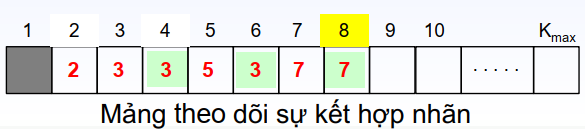 1 2 3 4 5 6 7 8 9 10 Kmax
2 3 3 5 3 7 7 .....
Mảng theo dõi sự kết hợp nhãn